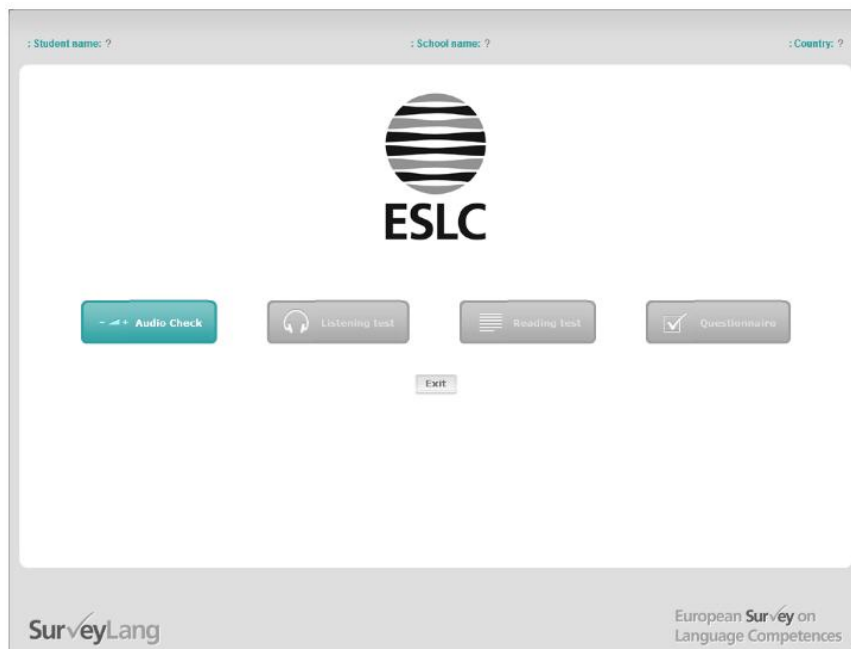 : Student name: ?
: School name: ?
: Country: ?
ESLC
- + Audio Check
Listening test
Reading test
Questionnaire
Exit
SurveyLang
European Survey on
Language Competences